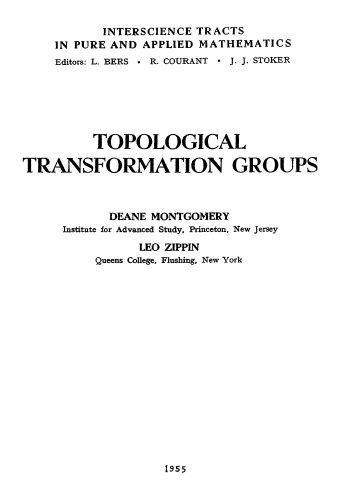 INTERSCIENCE TRACTS
IN PURE AND APPLIED MATHEMATICS
Editors: L. BERS • R. COURANT • J. J. STOKER
TOPOLOGICAL
TRANSFORMATION GROUPS
DEANE MONTGOMERY
Institute for Advanced Study, Princeton, New Jersey
LEO ZIPPIN
Queens College, Flushing, New York
1955